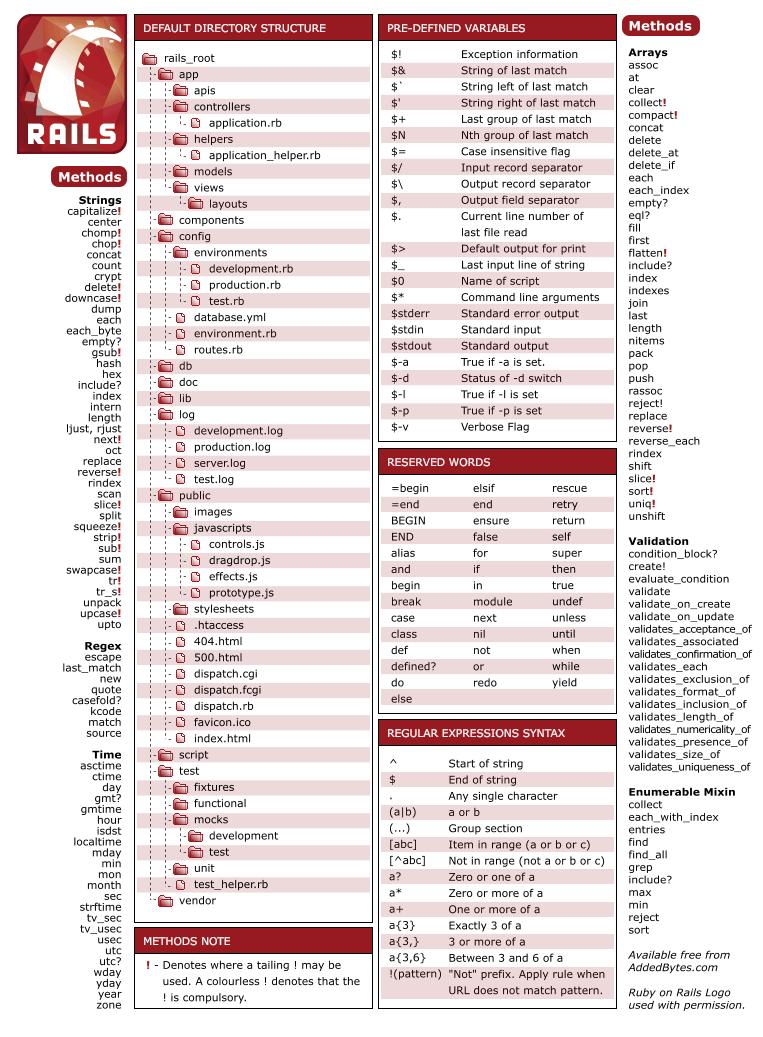 RAILS
Methods
Strings
capitalize!
center
chomp!
chop!
concat
count
crypt
delete!
downcase!
dump
each
each_byte
empty?
gsub!
hash
hex
include?
index
intern
length
ljust, rjust
next!
oct
replace
reverse!
rindex
scan
slice!
split
squeeze!
strip!
sub!
sum
swapcase!
tr!
tr_s!
unpack
upcase!
upto
Regex
escape
last_match
new
quote
casefold?
kcode
match
source
Time
asctime
ctime
day
gmt?
gmtime
hour
isdst
localtime
mday
min
mon
month
sec
strftime
tv_sec
tv_usec
usec
utc
utc?
wday
yday
year
zone
DEFAULT DIRECTORY STRUCTURE
rails_root
app
apis
controllers
application.rb
helpers
application_helper.rb
models
views
layouts
components
config
environments
development.rb
production.rb
test.rb
database.yml
environment.rb
routes.rb
db
doc
lib
log
development.log
production.log
server.log
test.log
public
images
javascripts
controls.js
dragdrop.js
effects.js
prototype.js
stylesheets
.htaccess
404.html
500.html
dispatch.cgi
dispatch.fcgi
dispatch.rb
favicon.ico
index.html
script
test
fixtures
functional
mocks
development
test
unit
test_helper.rb
vendor
METHODS NOTE
! - Denotes where a tailing ! may be
used. A colourless ! denotes that the
! is compulsory.
PRE-DEFINED VARIABLES
$! Exception information
$& String of last match
$` String left of last match
$' String right of last match
$+ Last group of last match
$N Nth group of last match
$= Case insensitive flag
$/ Input record separator
$\ Output record separator
$, Output field separator
$. Current line number of
last file read
$> Default output for print
$_ Last input line of string
$0 Name of script
$* Command line arguments
$stderr Standard error output
$stdin Standard input
$stdout Standard output
$-a True if -a is set.
$-d Status of -d switch
$-l True if -l is set
$-p True if -p is set
$-v Verbose Flag
RESERVED WORDS
=begin elsif rescue
=end end retry
BEGIN ensure return
END false self
alias for super
and if then
begin in true
break module undef
case next unless
class nil until
def not when
defined? or while
do redo yield
else
REGULAR EXPRESSIONS SYNTAX
^ Start of string
$ End of string
. Any single character
(a|b) a or b
(...) Group section
[abc] Item in range (a or b or c)
[^abc] Not in range (not a or b or c)
a? Zero or one of a
a* Zero or more of a
a+ One or more of a
a{3} Exactly 3 of a
a{3,} 3 or more of a
a{3,6} Between 3 and 6 of a
!(pattern) "Not" prefix. Apply rule when
URL does not match pattern.
Methods
Arrays
assoc
at
clear
collect!
compact!
concat
delete
delete_at
delete_if
each
each_index
empty?
eql?
fill
first
flatten!
include?
index
indexes
join
last
length
nitems
pack
pop
push
rassoc
reject!
replace
reverse!
reverse_each
rindex
shift
slice!
sort!
uniq!
unshift
Validation
condition_block?
create!
evaluate_condition
validate
validate_on_create
validate_on_update
validates_acceptance_of
validates_associated
validates_confirmation_of
validates_each
validates_exclusion_of
validates_format_of
validates_inclusion_of
validates_length_of
validates_numericality_of
validates_presence_of
validates_size_of
validates_uniqueness_of
Enumerable Mixin
collect
each_with_index
entries
find
find_all
grep
include?
max
min
reject
sort
Available free from
AddedBytes.com
Ruby on Rails Logo
used with permission.